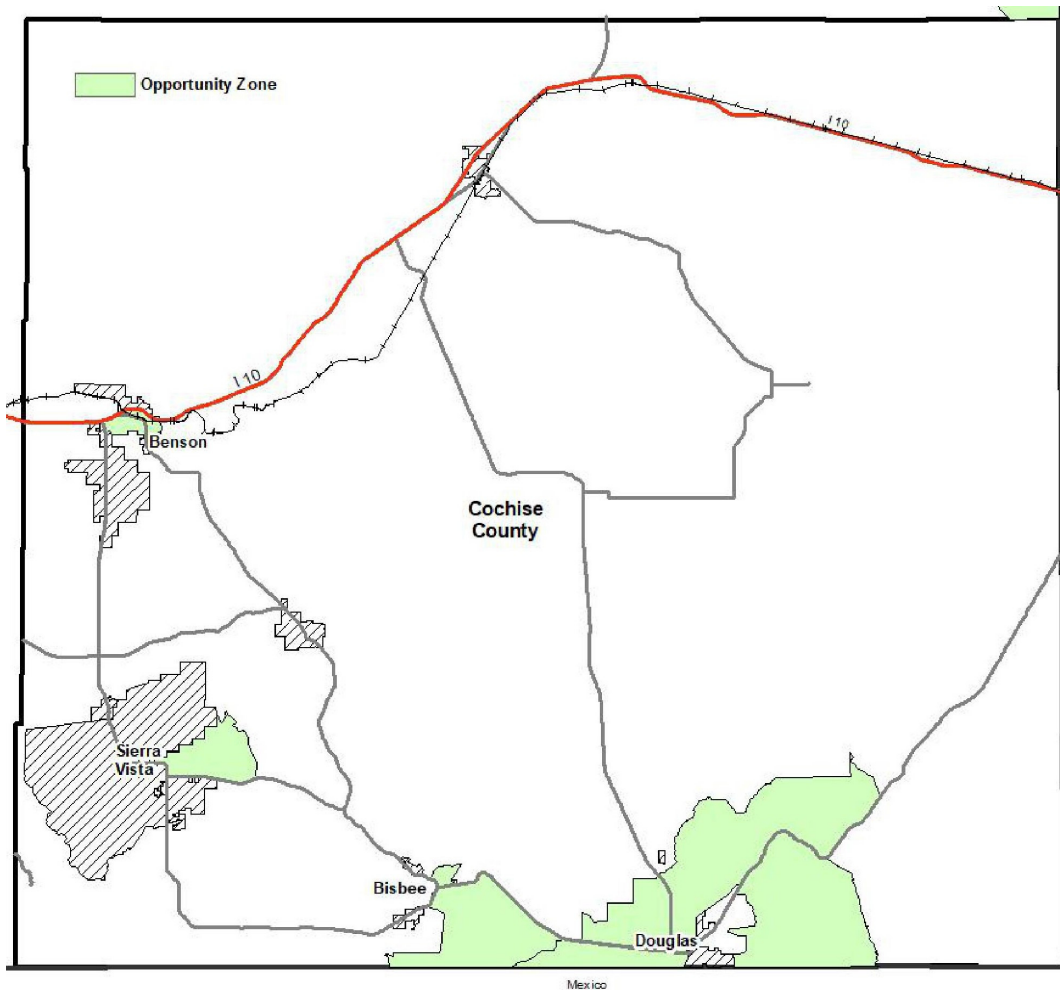 Opportunity Zone
I 10
I 10
Benson
Cochise
County
Sierra
Vista
Bisbee
Douglas
Mexico